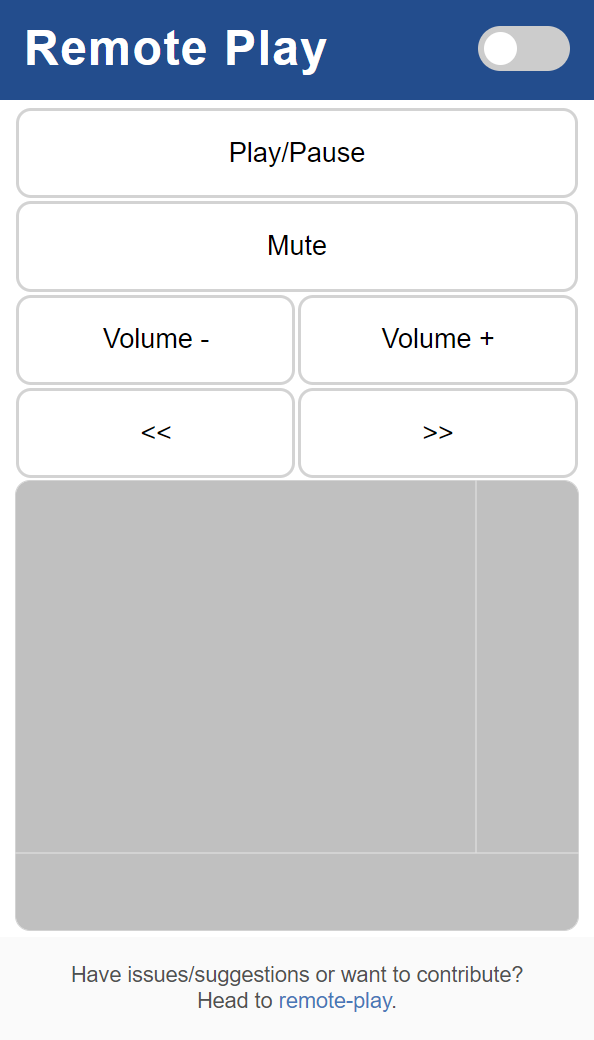 Remote Play
Play/Pause
Mute
Volume -
Volume +
<<
>>
Have issues/suggestions or want to contribute?
Head to remote-play.